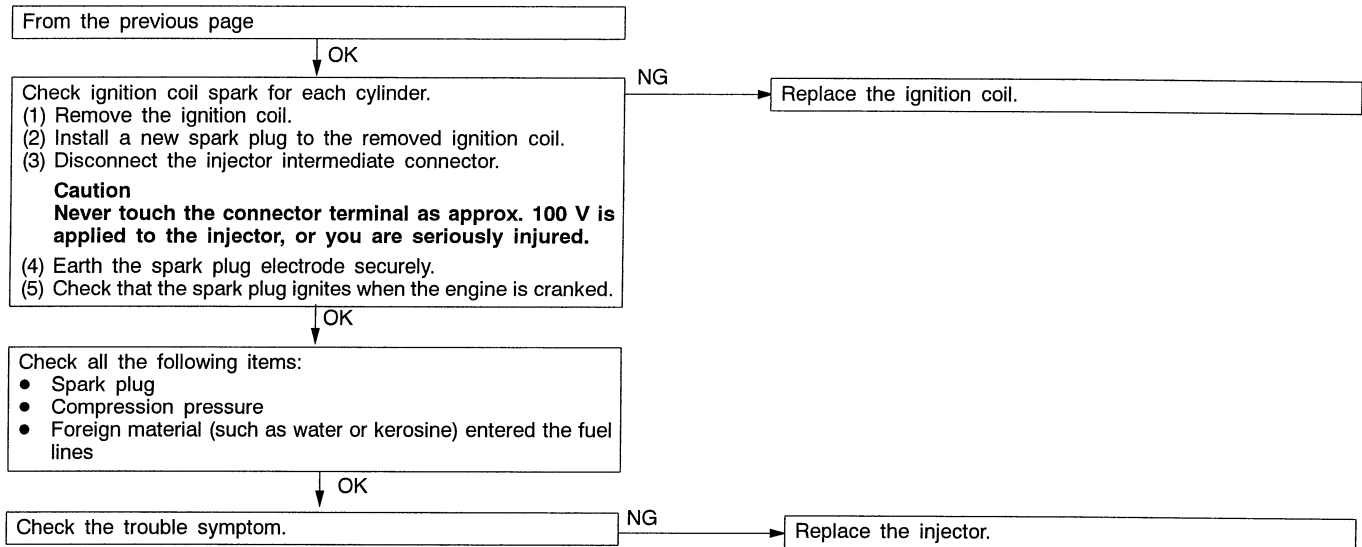 From the previous page
OK
Check ignition coil spark for each cylinder.
(1) Remove the ignition coil.
(2) Install a new spark plug to the removed ignition coil.
(3) Disconnect the injector intermediate connector.
Caution
Never touch the connector terminal as approx. 100 V is
applied to the injector, or you are seriously injured.
(4) Earth the spark plug electrode securely.
(5) Check that the spark plug ignites when the engine is cranked.
NG
Replace the ignition coil.
OK
Check all the following items:
● Spark plug
● Compression pressure
● Foreign material (such as water or kerosine) entered the fuel
lines
OK
Check the trouble symptom.
NG
Replace the injector.